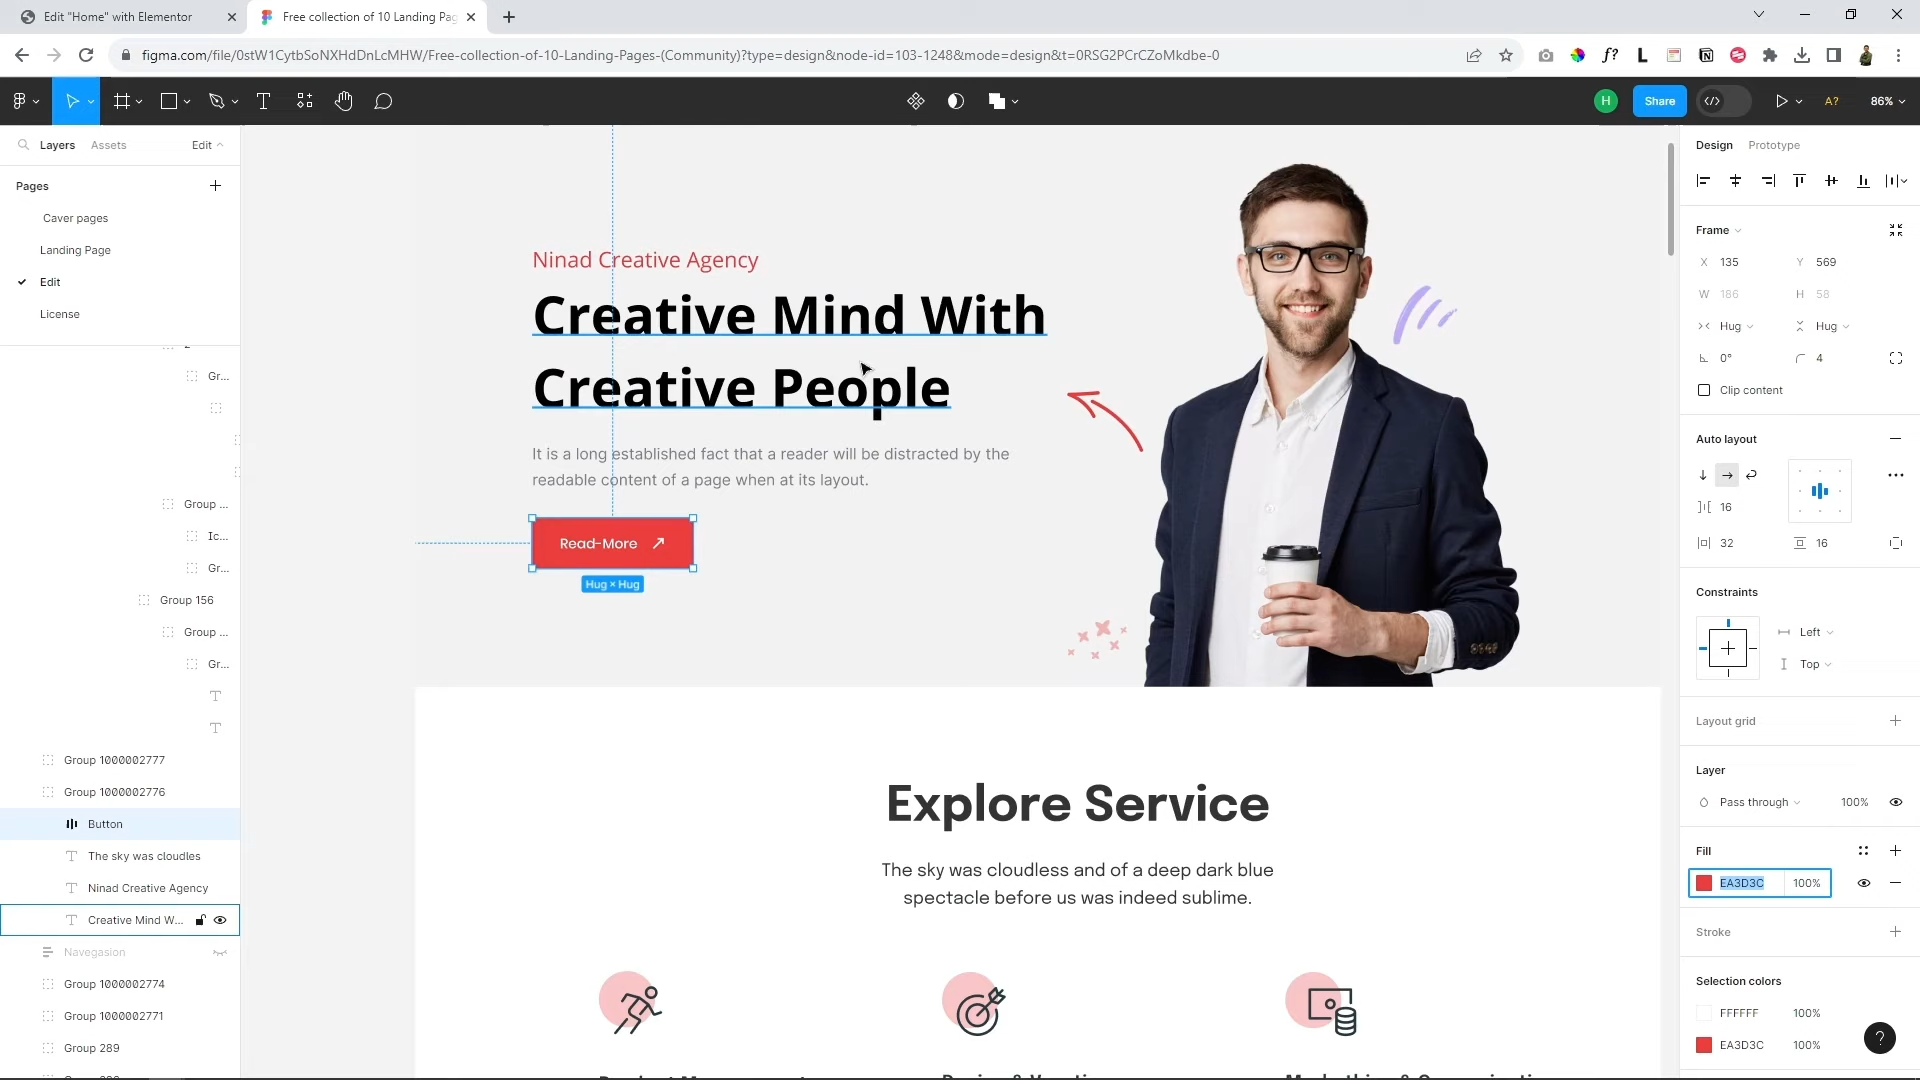 Edit "Home" with Elementor
Free collection of 10 Landing Pag
figma.com/file/0stW1CytbSoNXHdDnLcMHW/Free-collection-of-10-Landing-Pages-(Community)?type=design&node-id=103-1248&mode=design&t=0RSG2PCrCZoMkdbe-0
H
Share
A?
86%
Layers
Assets
Edit
Pages
Caver pages
Landing Page
Edit
License
Gr...
Group ...
Ic...
Gr...
Group 156
Group ...
Gr...
Group 1000002777
Group 1000002776
Button
The sky was cloudles
Ninad Creative Agency
Creative Mind W...
Navegasion
Group 1000002774
Group 1000002771
Group 289
Ninad Creative Agency
Creative Mind With
Creative People
It is a long established fact that a reader will be distracted by the
readable content of a page when at its layout.
Read-More
Hug × Hug
Explore Service
The sky was cloudless and of a deep dark blue
spectacle before us was indeed sublime.
Design
Prototype
Frame
X 135
Y 569
W 186
H 58
Hug
Hug
0°
4
Clip content
Auto layout
16
32
16
Constraints
Left
Top
Layout grid
Layer
Pass through
100%
Fill
EA3D3C
100%
Stroke
Selection colors
FFFFFF
100%
EA3D3C
100%
?